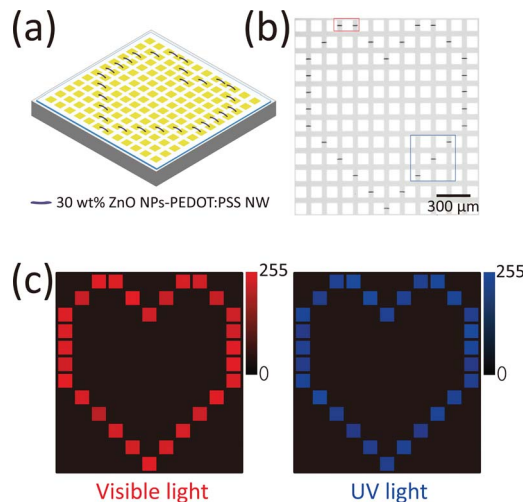 (a)
(b)
30 wt% ZnO NPs-PEDOT:PSS NW
300 μm
(c)
255
0
255
0
Visible light
UV light